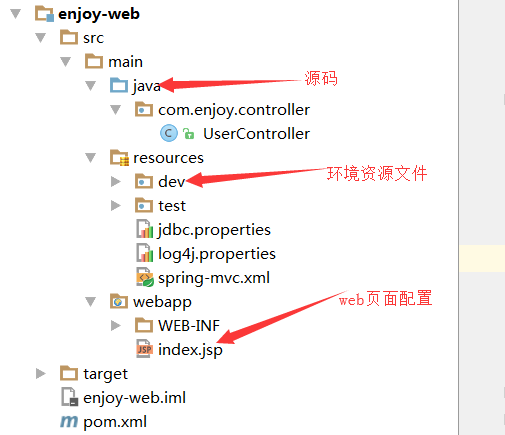 enjoy-web
src
main
java 源码
com.enjoy.controller
C UserController
resources
dev 环境资源文件
test
jdbc.properties
log4j.properties
spring-mvc.xml
webapp web页面配置
WEB-INF
JSP index.jsp
target
enjoy-web.iml
m pom.xml